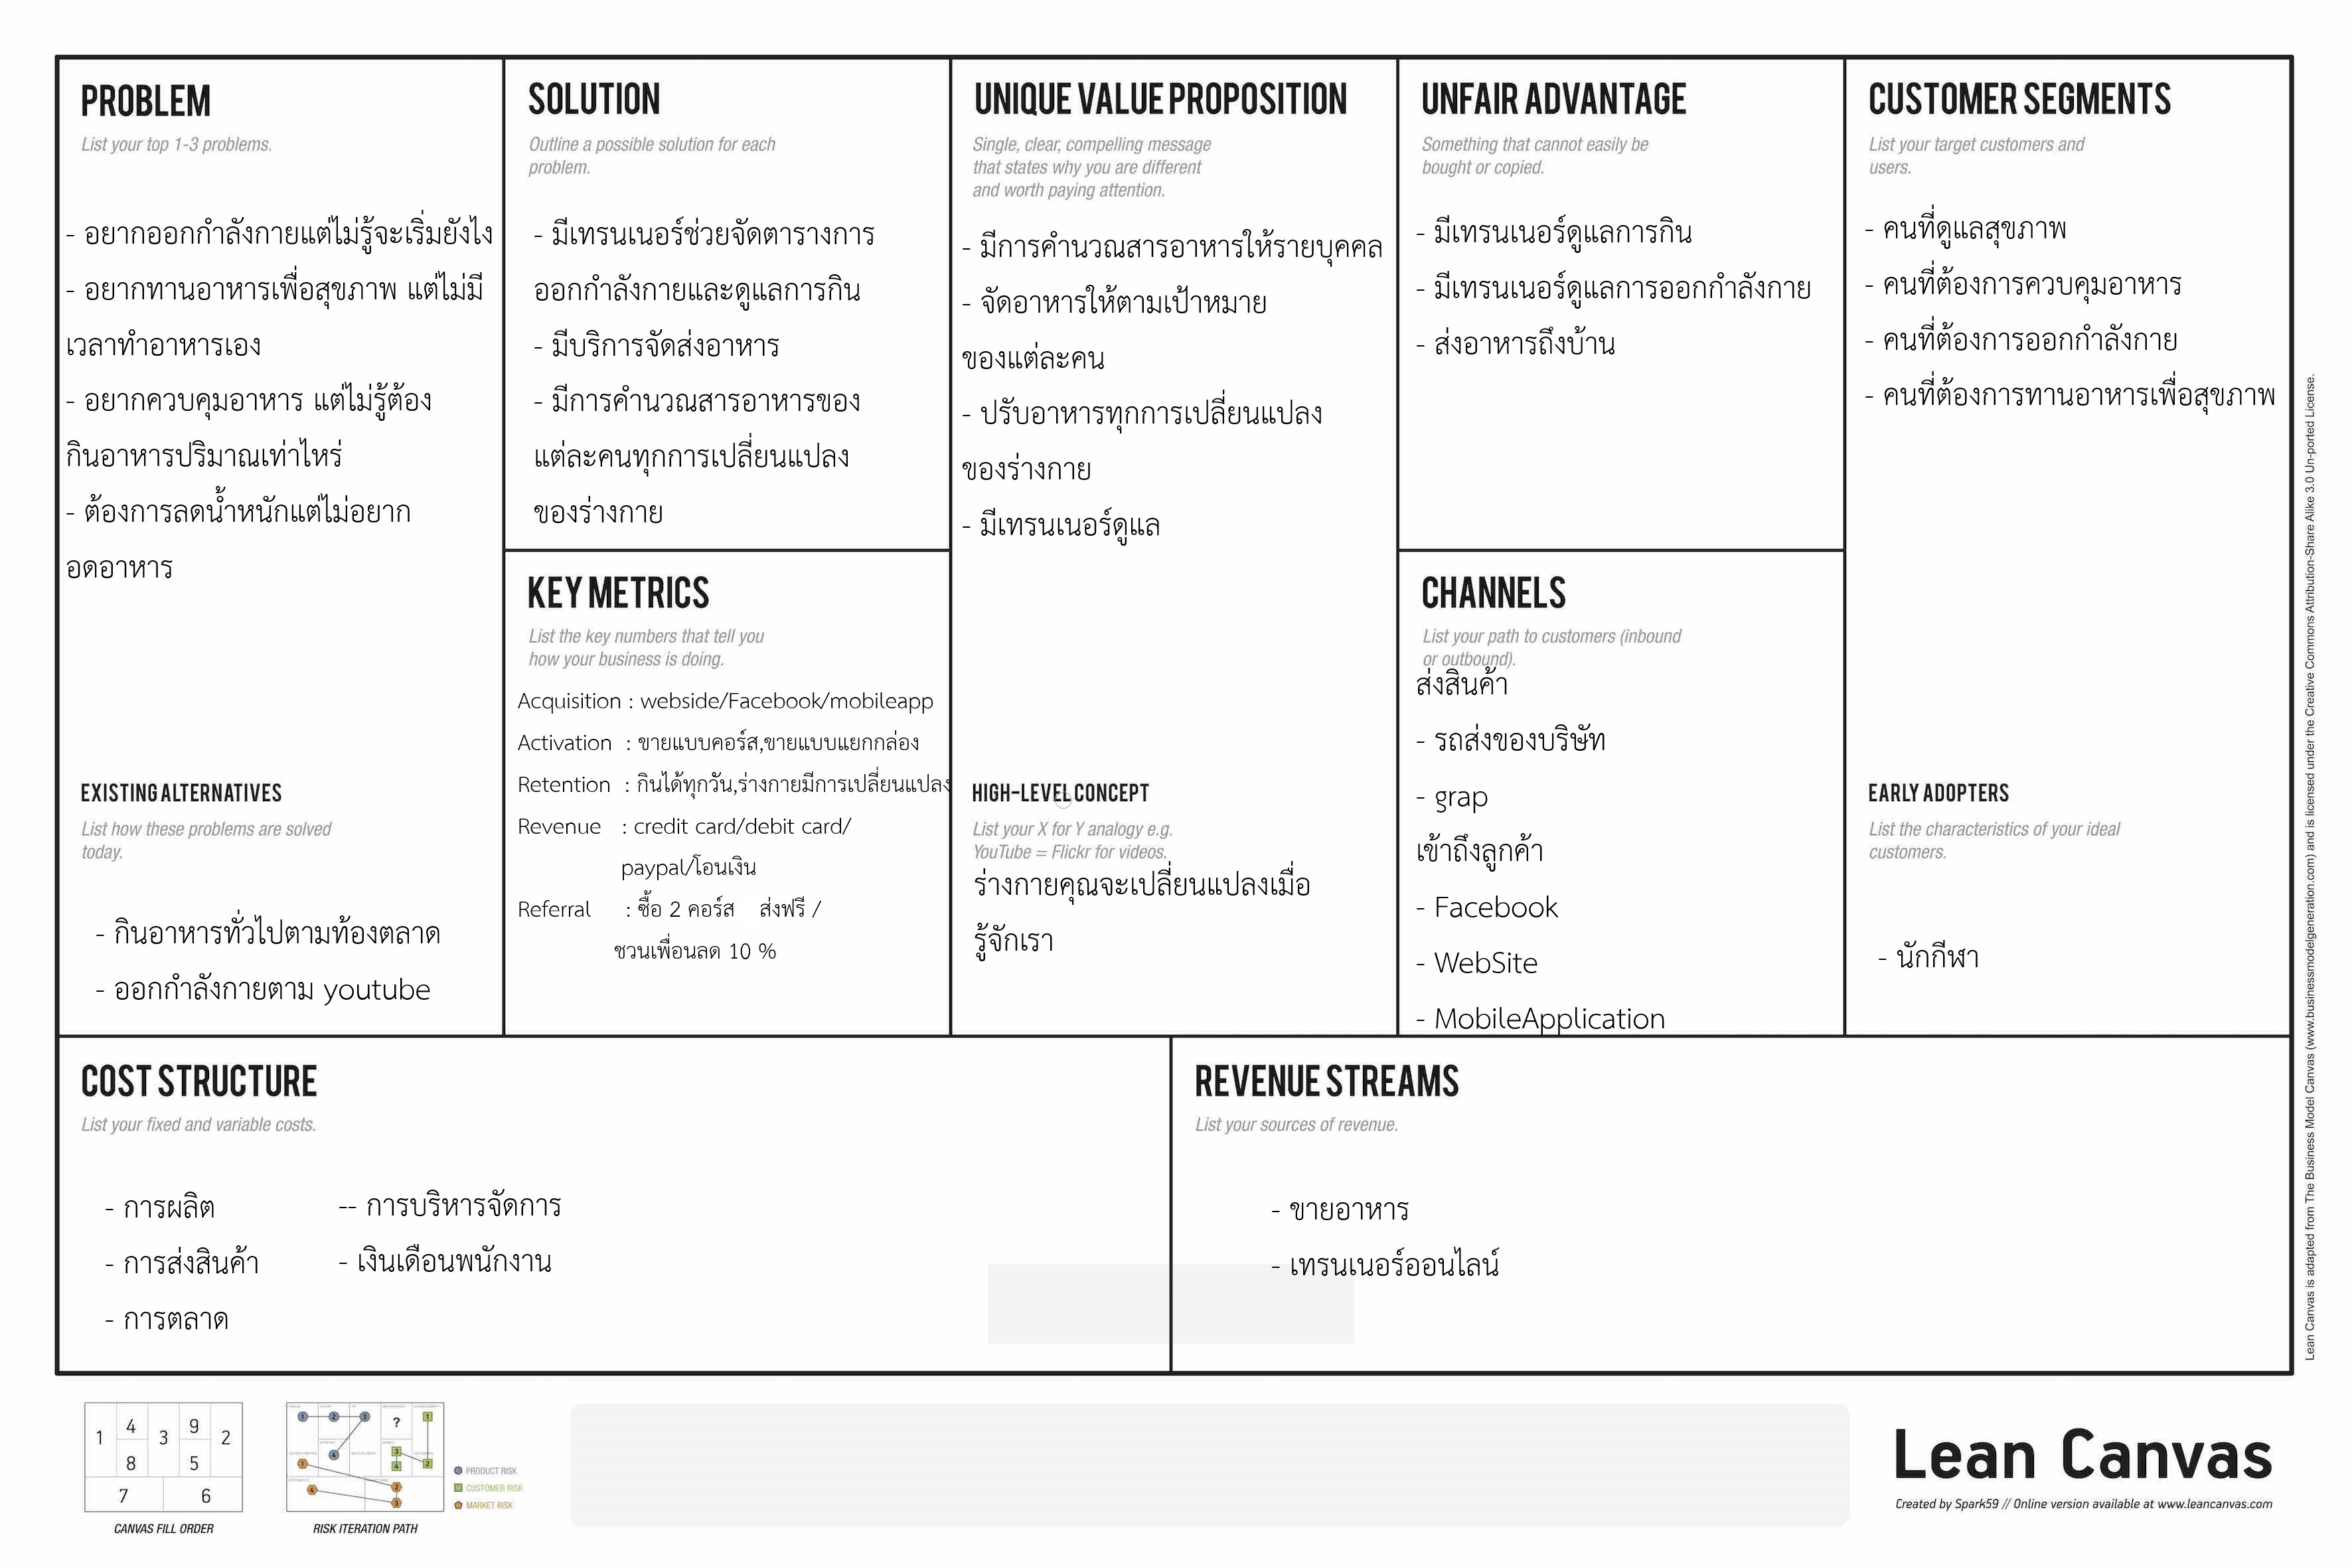 PROBLEM
List your top 1-3 problems.
- อยากออกกำลังกายแต่ไม่รู้จะเริ่มยังไง
- อยากทานอาหารเพื่อสุขภาพ แต่ไม่มี
เวลาทำอาหารเอง
- อยากควบคุมอาหาร แต่ไม่รู้ต้อง
กินอาหารปริมาณเท่าไหร่
- ต้องการลดน้ำหนักแต่ไม่อยาก
อดอาหาร
EXISTING ALTERNATIVES
List how these problems are solved
today.
- กินอาหารทั่วไปตามท้องตลาด
- ออกกำลังกายตาม youtube
SOLUTION
Outline a possible solution for each
problem.
- มีเทรนเนอร์ช่วยจัดตารางการ
ออกกำลังกายและดูแลการกิน
- มีบริการจัดส่งอาหาร
- มีการคำนวณสารอาหารของ
แต่ละคนทุกการเปลี่ยนแปลง
ของร่างกาย
KEY METRICS
List the key numbers that tell you
how your business is doing.
Acquisition : webside/Facebook/mobileapp
Activation : ขายแบบคอร์ส,ขายแบบแยกกล่อง
Retention : กินได้ทุกวัน,ร่างกายมีการเปลี่ยนแปลง
Revenue : credit card/debit card/
paypal/โอนเงิน
Referral : ซื้อ 2 คอร์ส ส่งฟรี /
ชวนเพื่อนลด 10 %
UNIQUE VALUE PROPOSITION
Single, clear, compelling message
that states why you are different
and worth paying attention.
- มีการคำนวณสารอาหารให้รายบุคคล
- จัดอาหารให้ตามเป้าหมาย
ของแต่ละคน
- ปรับอาหารทุกการเปลี่ยนแปลง
ของร่างกาย
- มีเทรนเนอร์ดูแล
HIGH-LEVEL CONCEPT
List your X for Y analogy e.g.
YouTube = Flickr for videos.
ร่างกายคุณจะเปลี่ยนแปลงเมื่อ
รู้จักเรา
UNFAIR ADVANTAGE
Something that cannot easily be
bought or copied.
- มีเทรนเนอร์ดูแลการกิน
- มีเทรนเนอร์ดูแลการออกกำลังกาย
- ส่งอาหารถึงบ้าน
CHANNELS
List your path to customers (inbound
or outbound).
ส่งสินค้า
- รถส่งของบริษัท
- grap
เข้าถึงลูกค้า
- Facebook
- WebSite
- MobileApplication
CUSTOMER SEGMENTS
List your target customers and
users.
- คนที่ดูแลสุขภาพ
- คนที่ต้องการควบคุมอาหาร
- คนที่ต้องการออกกำลังกาย
- คนที่ต้องการทานอาหารเพื่อสุขภาพ
EARLY ADOPTERS
List the characteristics of your ideal
customers.
- นักกีฬา
COST STRUCTURE
List your fixed and variable costs.
- การผลิต
- การส่งสินค้า
- การตลาด
-- การบริหารจัดการ
- เงินเดือนพนักงาน
REVENUE STREAMS
List your sources of revenue.
- ขายอาหาร
- เทรนเนอร์ออนไลน์
Lean Canvas is adapted from The Business Model Canvas (www.businessmodelgeneration.com) and is licensed under the Creative Commons Attribution-Share Alike 3.0 Un-ported License.
1 4 3 9 2
8 5
7 6
CANVAS FILL ORDER
1 2 3 ? 1
4 3
1 4 2
4 2
3
RISK ITERATION PATH
PRODUCT RISK
CUSTOMER RISK
MARKET RISK
Lean Canvas
Created by Spark59 // Online version available at www.leancanvas.com